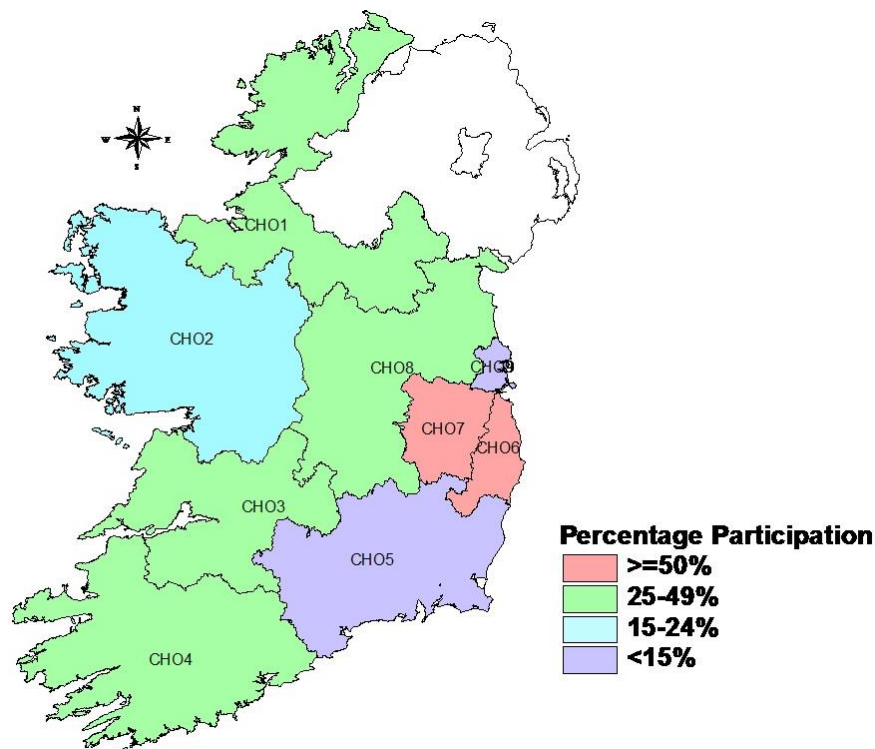 N
W E
S
CHO1
CHO2
CHO8
CHO9
CHO7
CHO6
CHO3
CHO5
CHO4
Percentage Participation
>=50%
25-49%
15-24%
<15%